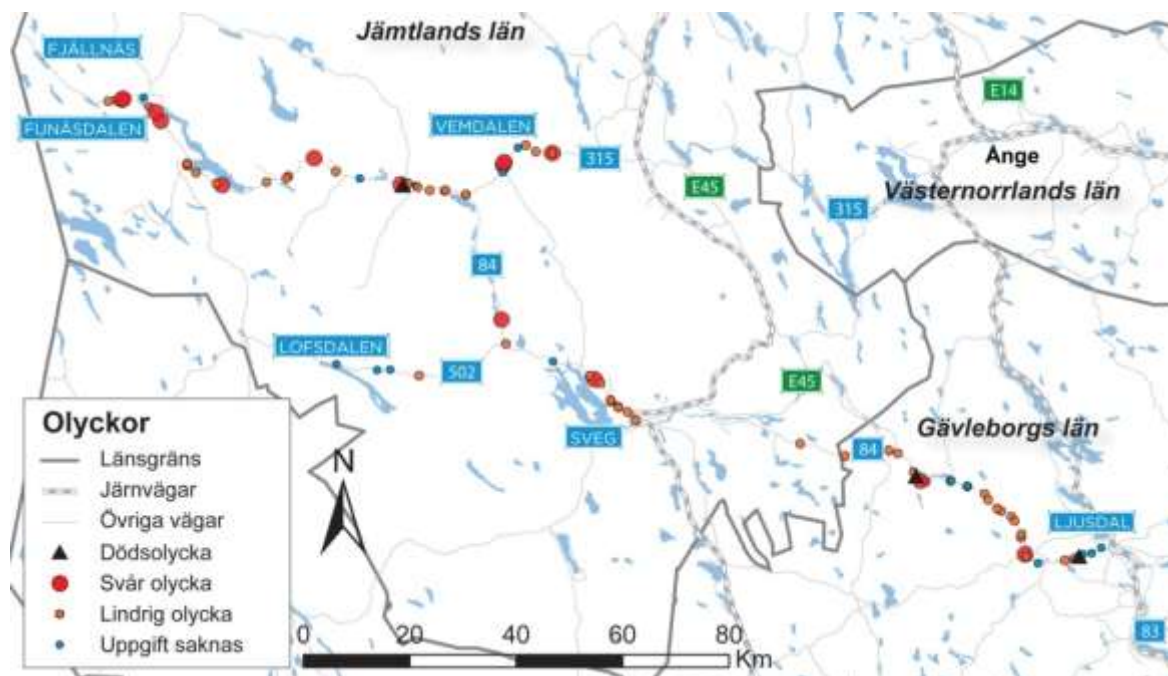 Jämtlands län
FJÄLLNÄS
E14
FUNÄSDALEN
VEMDALEN
315
Ånge
E45
Västernorrlands län
315
84
LOFSDALEN
502
E45
SVEG
84
Gävleborgs län
LJUSDAL
83
N
Olyckor
Länsgräns
Järnvägar
Övriga vägar
Dödsolycka
Svår olycka
Lindrig olycka
Uppgift saknas
0 20 40 60 80
Km